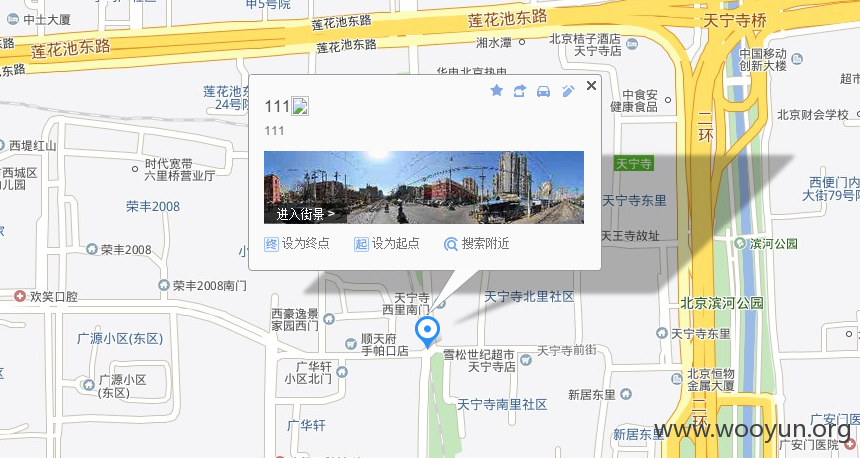 中土大厦
甲5号院
莲花池东路
莲花池东路
天宁寺桥
莲花池东路
莲花池东路
湘水潭
北京桔子酒店
天宁寺店
中国移动
创新大楼
华电北京热电
超市
莲花池东
24号院
中食安
健康食品
北京财会学校
二环
111
111
西堤红山
时代宽带
六里桥营业厅
天宁寺
西城区
儿园
西便门内
大街79号院
荣丰2008
天宁寺东里
进入街景 >
天王寺故址
荣丰2008
滨河公园
终 设为终点
起 设为起点
搜索附近
荣丰2008南门
欢笑口腔
天宁寺
西里南门
天宁寺北里社区
北京滨河公园
西豪逸景
家园西门
广源小区(东区)
顺天府
手帕口店
天宁寺东里
雪松世纪超市
天宁寺店
天宁寺前街
广华轩
小区北门
广源小区
(东区)
北京恒物
金属大厦
新居东里
天宁寺南里社区
二环
广华轩
新居东里
广安门
www.wooyun.org
广安门医院